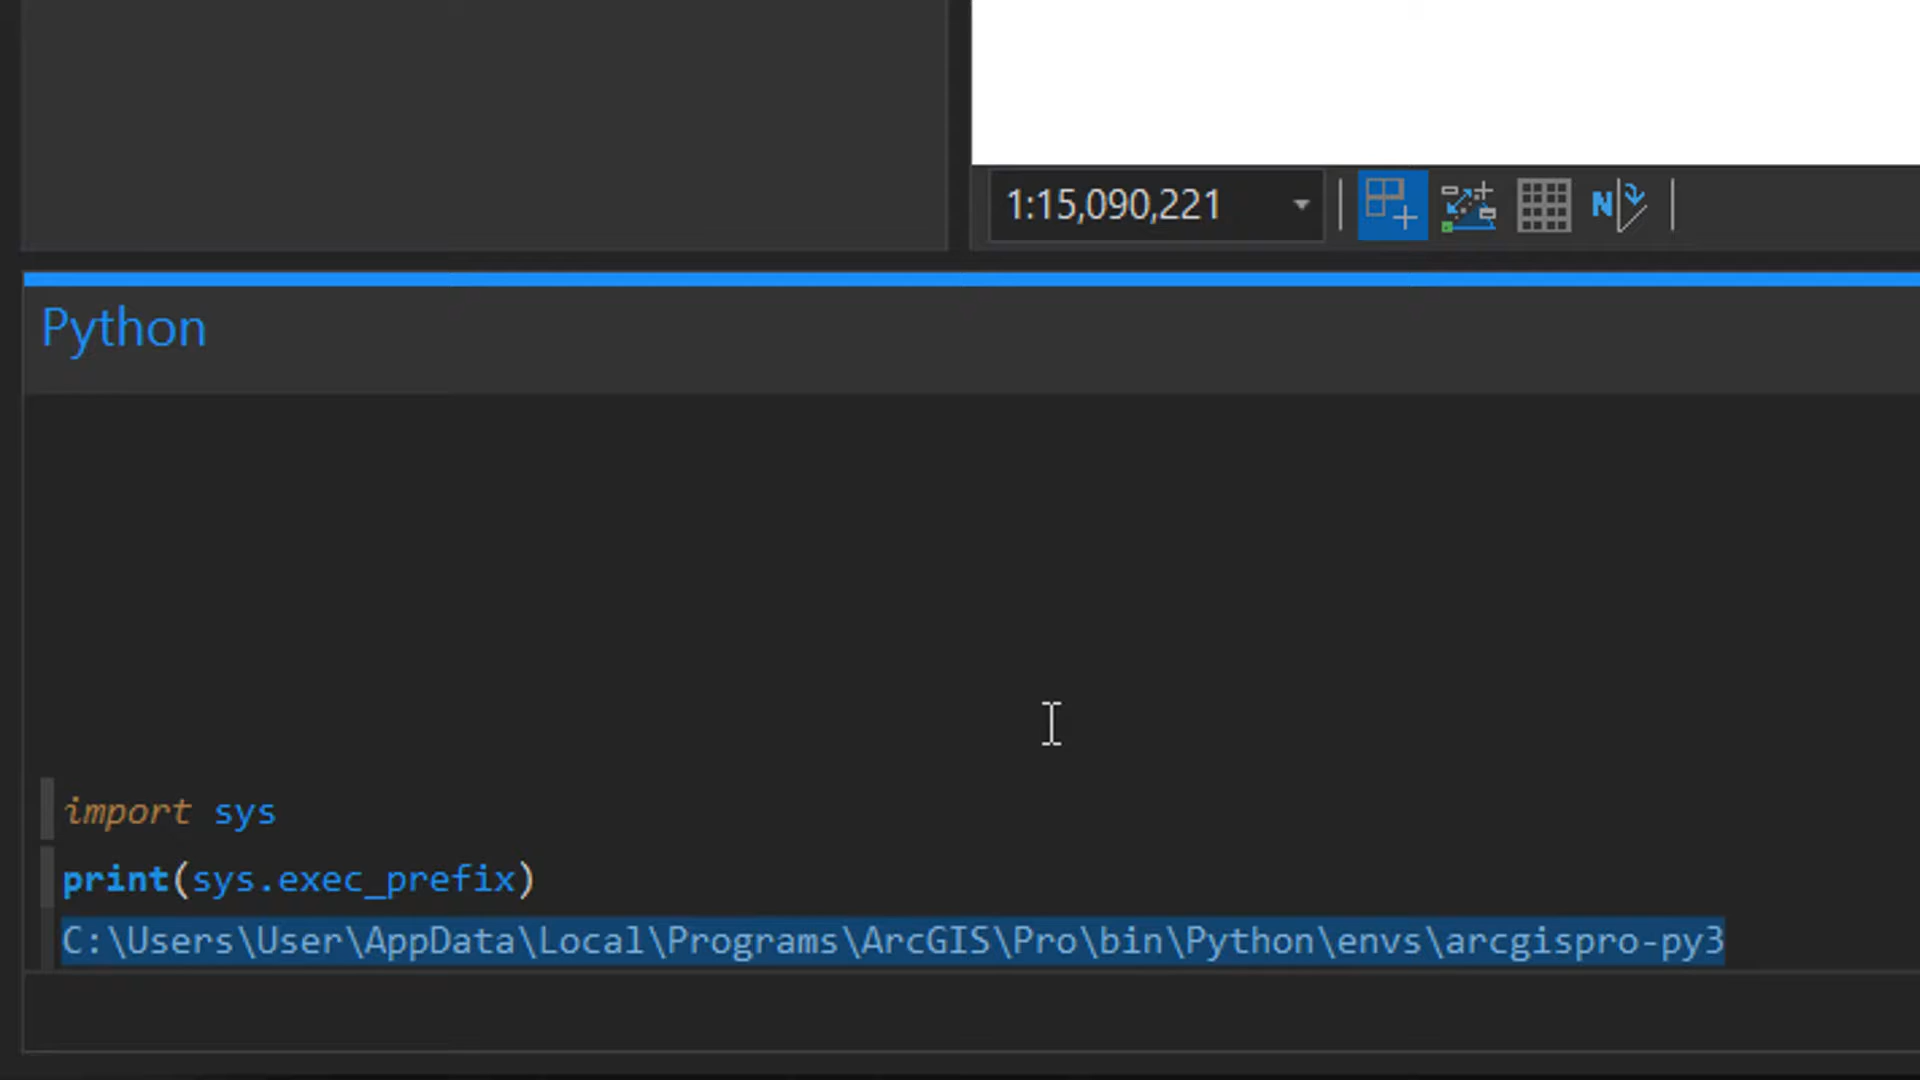 1:15,090,221
N
Python
import sys
print(sys.exec_prefix)
C:\Users\User\AppData\Local\Programs\ArcGIS\Pro\bin\Python\envs\arcgispro-py3